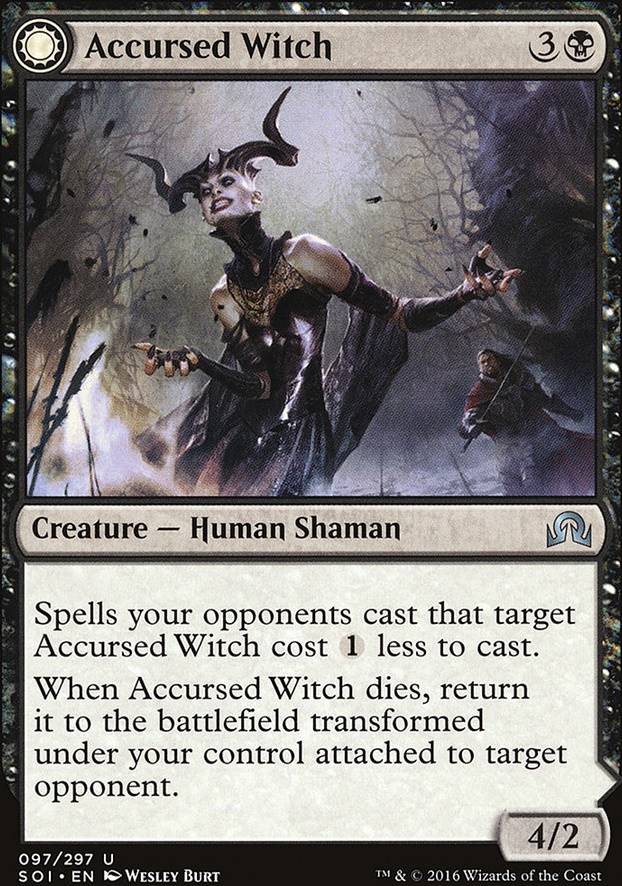 Accursed Witch 3
Creature — Human Shaman
Spells your opponents cast that target
Accursed Witch cost 1 less to cast.
When Accursed Witch dies, return
it to the battlefield transformed
under your control attached to target
opponent.
4/2
097/297 U
SOI • EN Wesley Burt
™ & © 2016 Wizards of the Coast